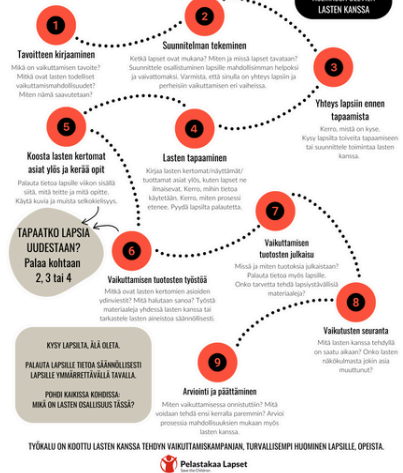 LASTEN KANSSA
1
Tavoitteen kirjaaminen
Mikä on vaikuttamisen tavoite?
Mitkä ovat lasten todelliset
vaikuttamismahdollisuudet?
Miten nämä saavutetaan?
2
Suunnitelman tekeminen
Ketkä lapset ovat mukana? Miten ja missä lapset tavataan?
Suunnittele osallistuminen lapsille mahdollisimman helpoksi
ja vaivattomaksi. Varmista, että sinulla on yhteys lapsiin ja
perheisiin vaikuttamisen eri vaiheissa.
3
Yhteys lapsiin ennen
tapaamista
Kerro, mistä on kyse.
Kysy lapsilta toiveita tapaamiseen
tai suunnittele toimintaa lasten
kanssa.
4
Lasten tapaaminen
Kirjaa lasten kertomat/näyttämät/
tuottamat asiat ylös, kuten lapset ne
ilmaisevat. Kerro, mihin tietoa
käytetään. Kerro, miten prosessi
etenee. Pyydä lapsilta palautetta.
5
Koosta lasten kertomat
asiat ylös ja kerää opit
Palauta tietoa lapsille viikon sisällä
siitä, mitä teitte ja mitä opitte.
Käytä kuvia ja muista selkokielisyys.
TAPAATKO LAPSIA
UUDESTAAN?
Palaa kohtaan
2, 3 tai 4
6
Vaikuttamisen tuotosten työstöä
Mitkä ovat lasten kertomien asioiden
ydinviestit? Mitä halutaan sanoa? Työstä
materiaaleja yhdessä lasten kanssa tai
tarkastele lasten aineistoa säännöllisesti.
7
Vaikuttamisen
tuotosten julkaisu
Missä ja miten tuotoksia julkaistaan?
Palauta tietoa myös lapsille.
Onko tarvetta tehdä lapsiystävällisiä
materiaaleja?
8
Vaikutusten seuranta
Mitä lasten kanssa tehdyllä
on saatu aikaan? Onko lasten
näkökulmasta jokin asia
muuttunut?
9
Arviointi ja päättäminen
Miten vaikuttamisessa onnistuttiin? Mitä
voidaan tehdä ensi kerralla paremmin? Arvioi
prosessia mahdollisuuksien mukaan myös
lasten kanssa.
KYSY LAPSILTA, ÄLÄ OLETA.
PALAUTA LAPSILLE TIETOA SÄÄNNÖLLISESTI
LAPSILLE YMMÄRRETTÄVÄLLÄ TAVALLA.
POHDI KAIKISSA KOHDISSA:
MIKÄ ON LASTEN OSALLISUUS TÄSSÄ?
TYÖKALU ON KOOTTU LASTEN KANSSA TEHDYN VAIKUTTAMISKAMPANJAN, TURVALLISEMPI HUOMINEN LAPSILLE, OPEISTA.
Pelastakaa Lapset
Save the Children